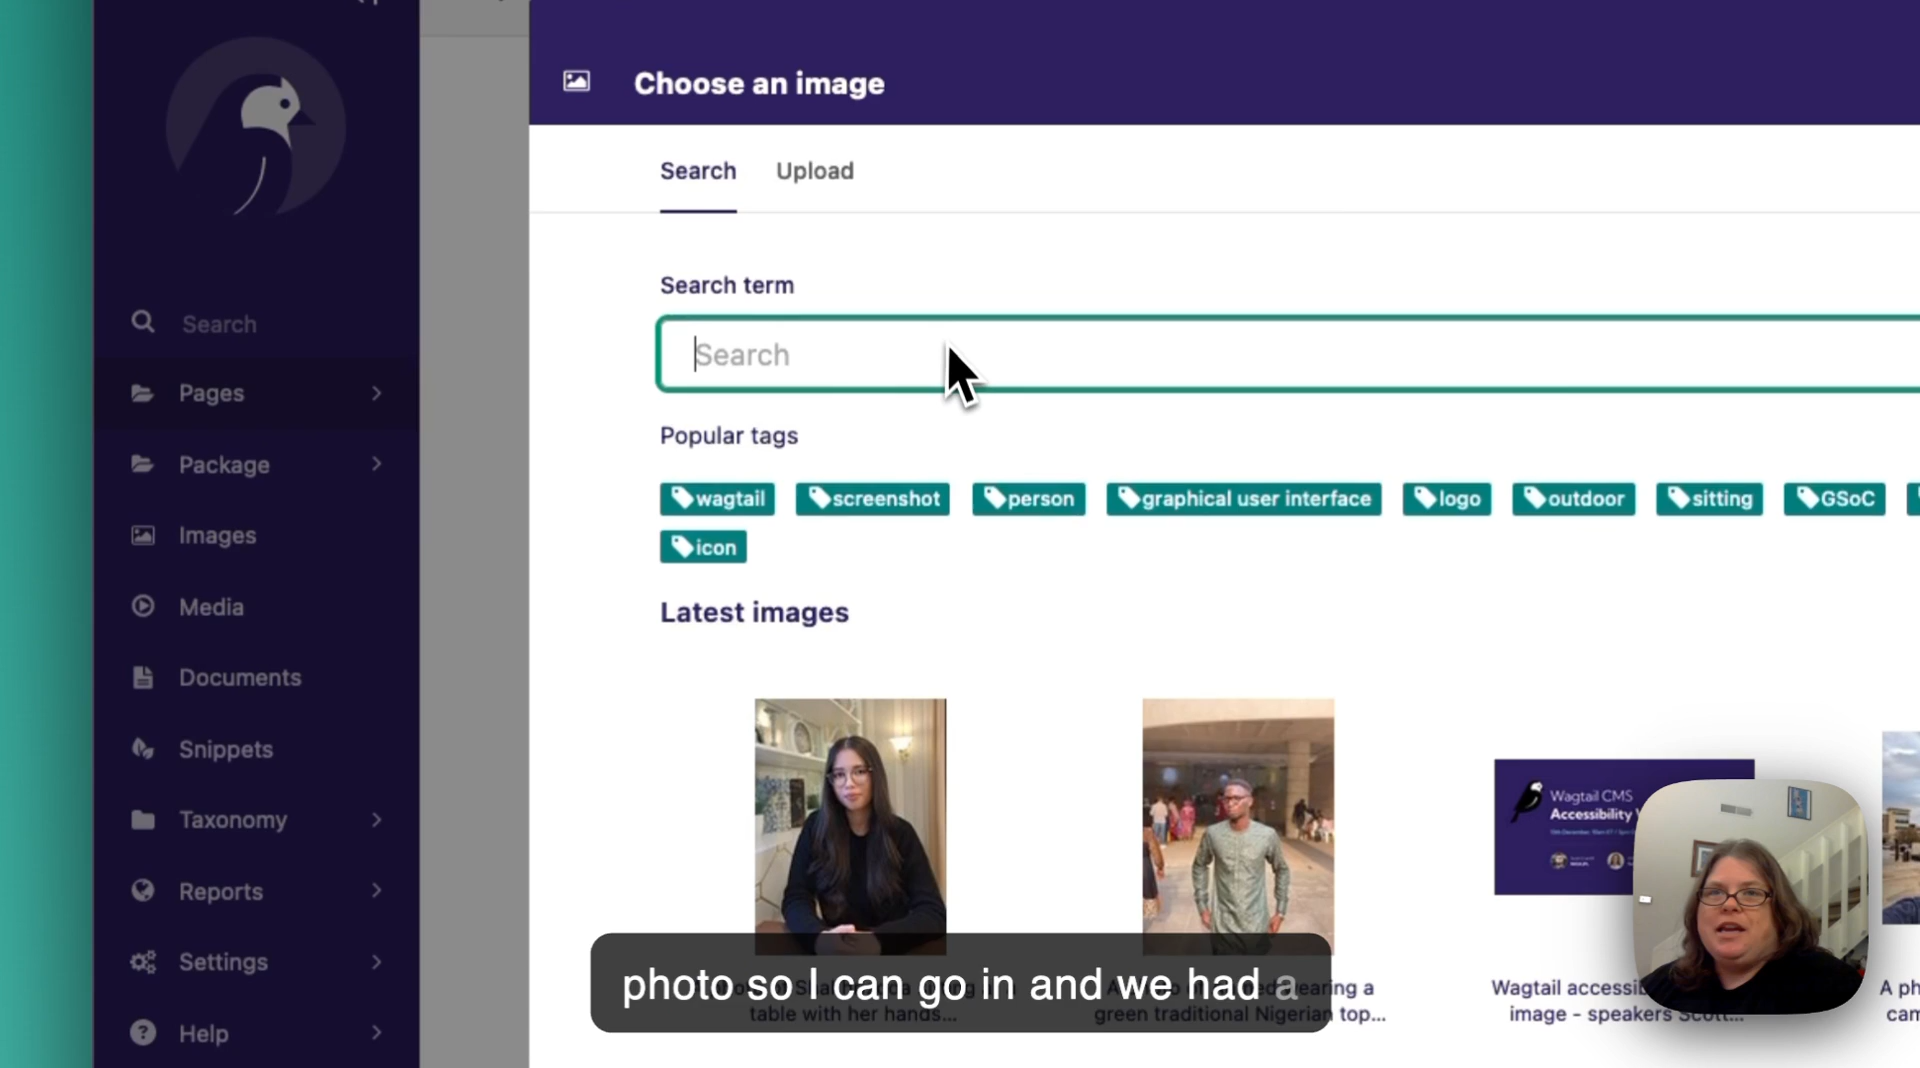 Choose an image
Search
Upload
Search term
Search
Popular tags
wagtail
screenshot
person
graphical user interface
logo
outdoor
sitting
GSoC
icon
Latest images
Search
Pages
Package
Images
Media
Documents
Snippets
Taxonomy
Reports
Settings
Help
Wagtail CMS
Accessibility
photo so I can go in and we had a
table with her hands...
wearing a
green traditional Nigerian top...
Wagtail
image - speakers Scott...
A